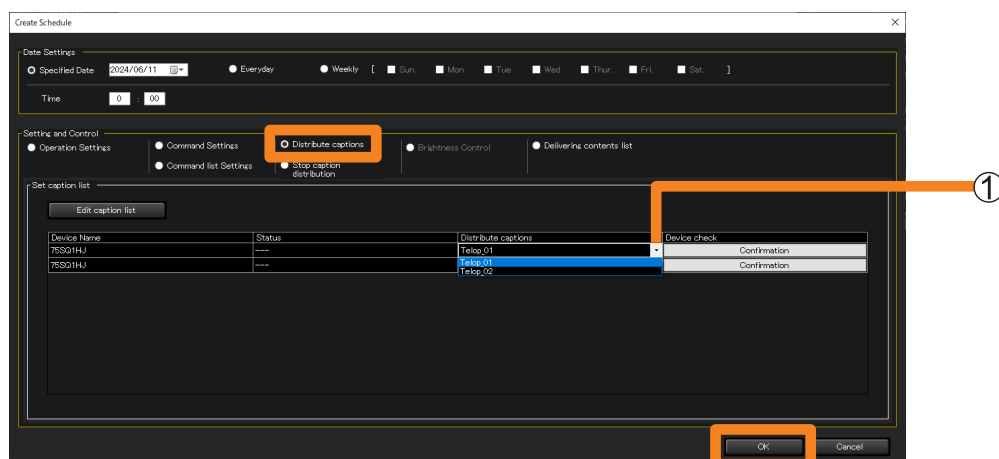 Create Schedule
Date Settings
Specified Date 2024/06/11 Everyday Weekly [ Sun. Mon. Tue. Wed. Thur. Fri. Sat. ]
Time 0 : 00
Setting and Control
Operation Settings Command Settings Distribute captions Brightness Control Delivering contents list
Command list Settings Stop caption
distribution
Set caption list
Edit caption list
Device Name Status Distribute captions Device check
75SQ1HJ --- Telop_01 Confirmation
75SQ1HJ --- Telop_01 Confirmation
Telop_02
OK Cancel
①